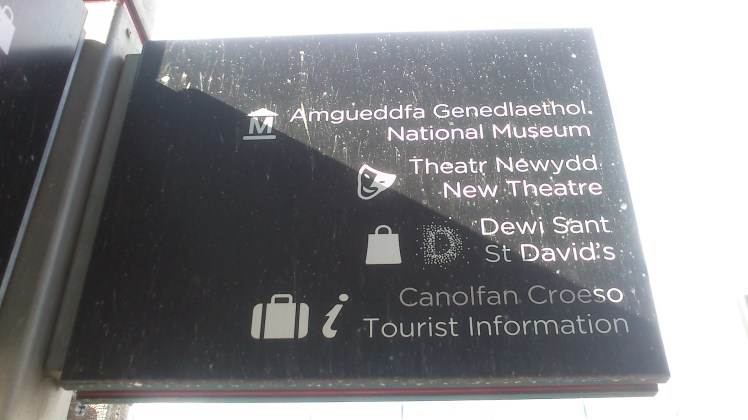 Amgueddfa Genedlaethol
National Museum
Theatr Newydd
New Theatre
Dewi Sant
St David's
Canolfan Croeso
Tourist Information